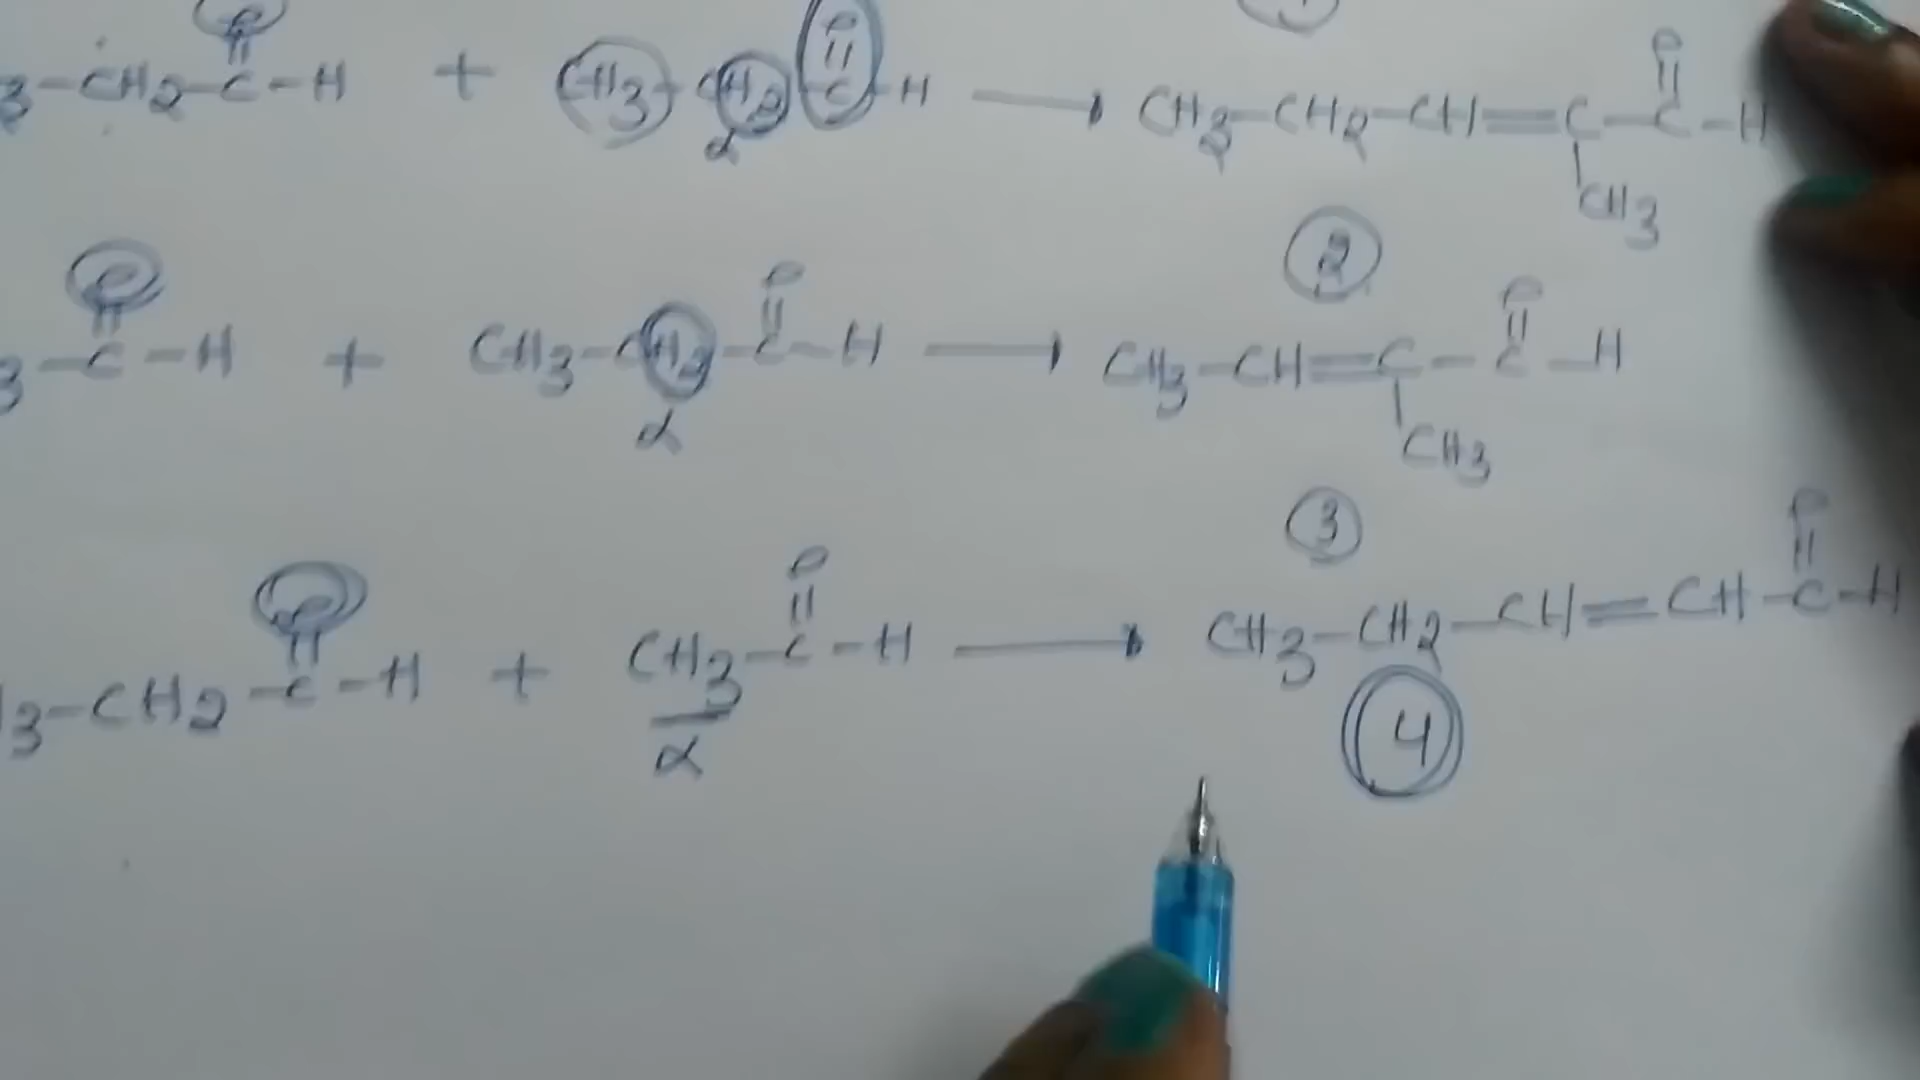 O O O
3-CH2-C-H + CH3-CH2-C-H → CH3-CH2-CH=C-C-H
α CH3
2
O O O
3-C-H + CH3-CH2-C-H → CH3-CH=C-C-H
α CH3
3
O O O
3-CH2-C-H + CH3-C-H → CH3-CH2-CH=CH-C-H
α 4